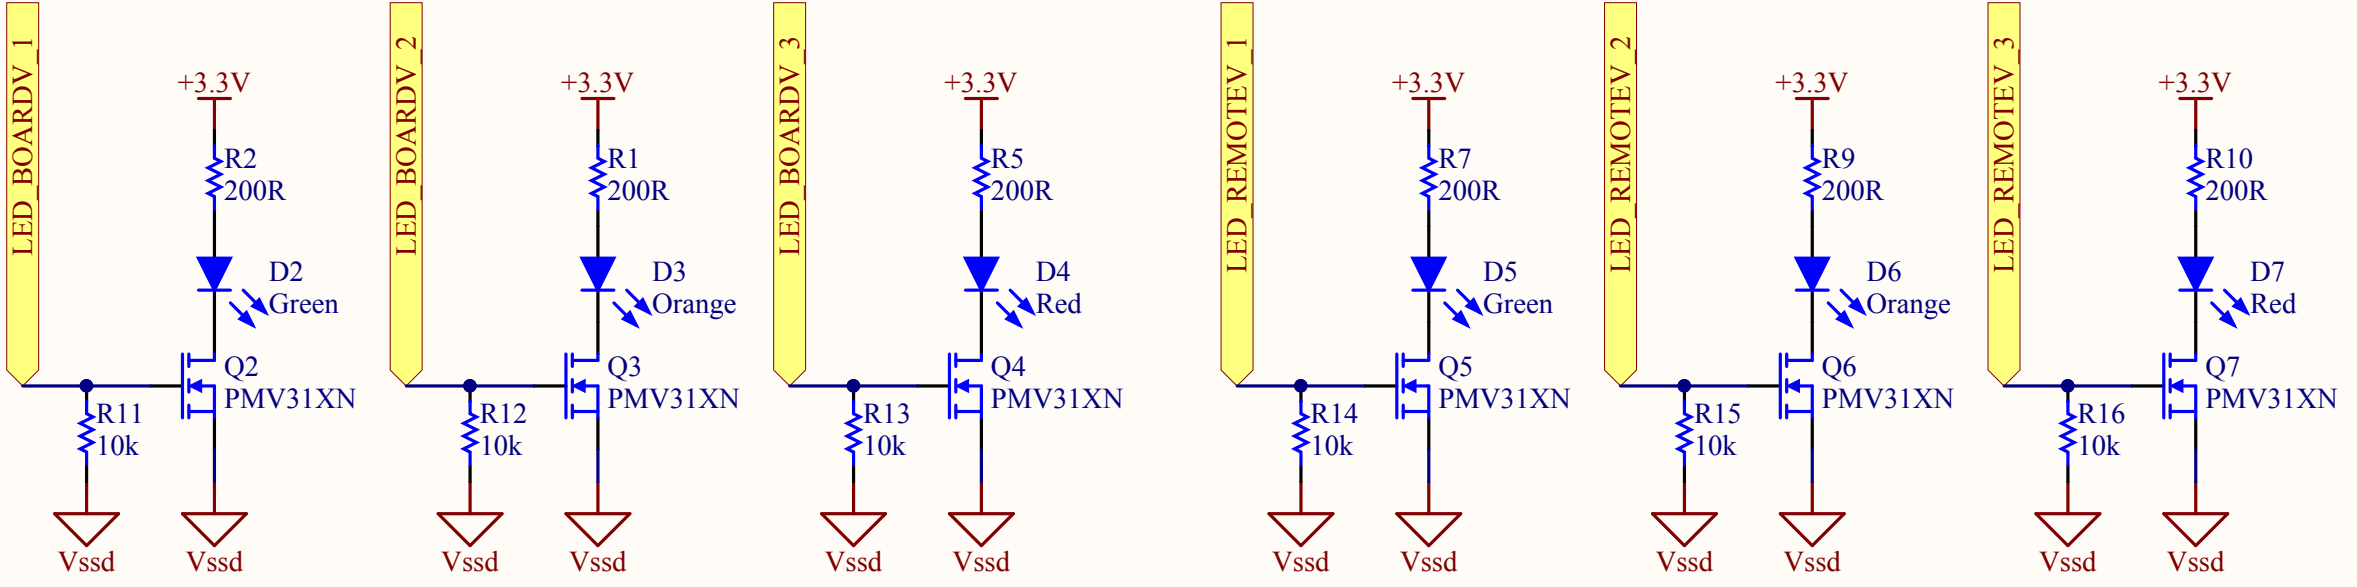 LED_BOARDV_1
+3.3V
R2
200R
D2
Green
Q2
PMV31XN
R11
10k
Vssd
Vssd
LED_BOARDV_2
+3.3V
R1
200R
D3
Orange
Q3
PMV31XN
R12
10k
Vssd
Vssd
LED_BOARDV_3
+3.3V
R5
200R
D4
Red
Q4
PMV31XN
R13
10k
Vssd
Vssd
LED_REMOTEV_1
+3.3V
R7
200R
D5
Green
Q5
PMV31XN
R14
10k
Vssd
Vssd
LED_REMOTEV_2
+3.3V
R9
200R
D6
Orange
Q6
PMV31XN
R15
10k
Vssd
Vssd
LED_REMOTEV_3
+3.3V
R10
200R
D7
Red
Q7
PMV31XN
R16
10k
Vssd
Vssd